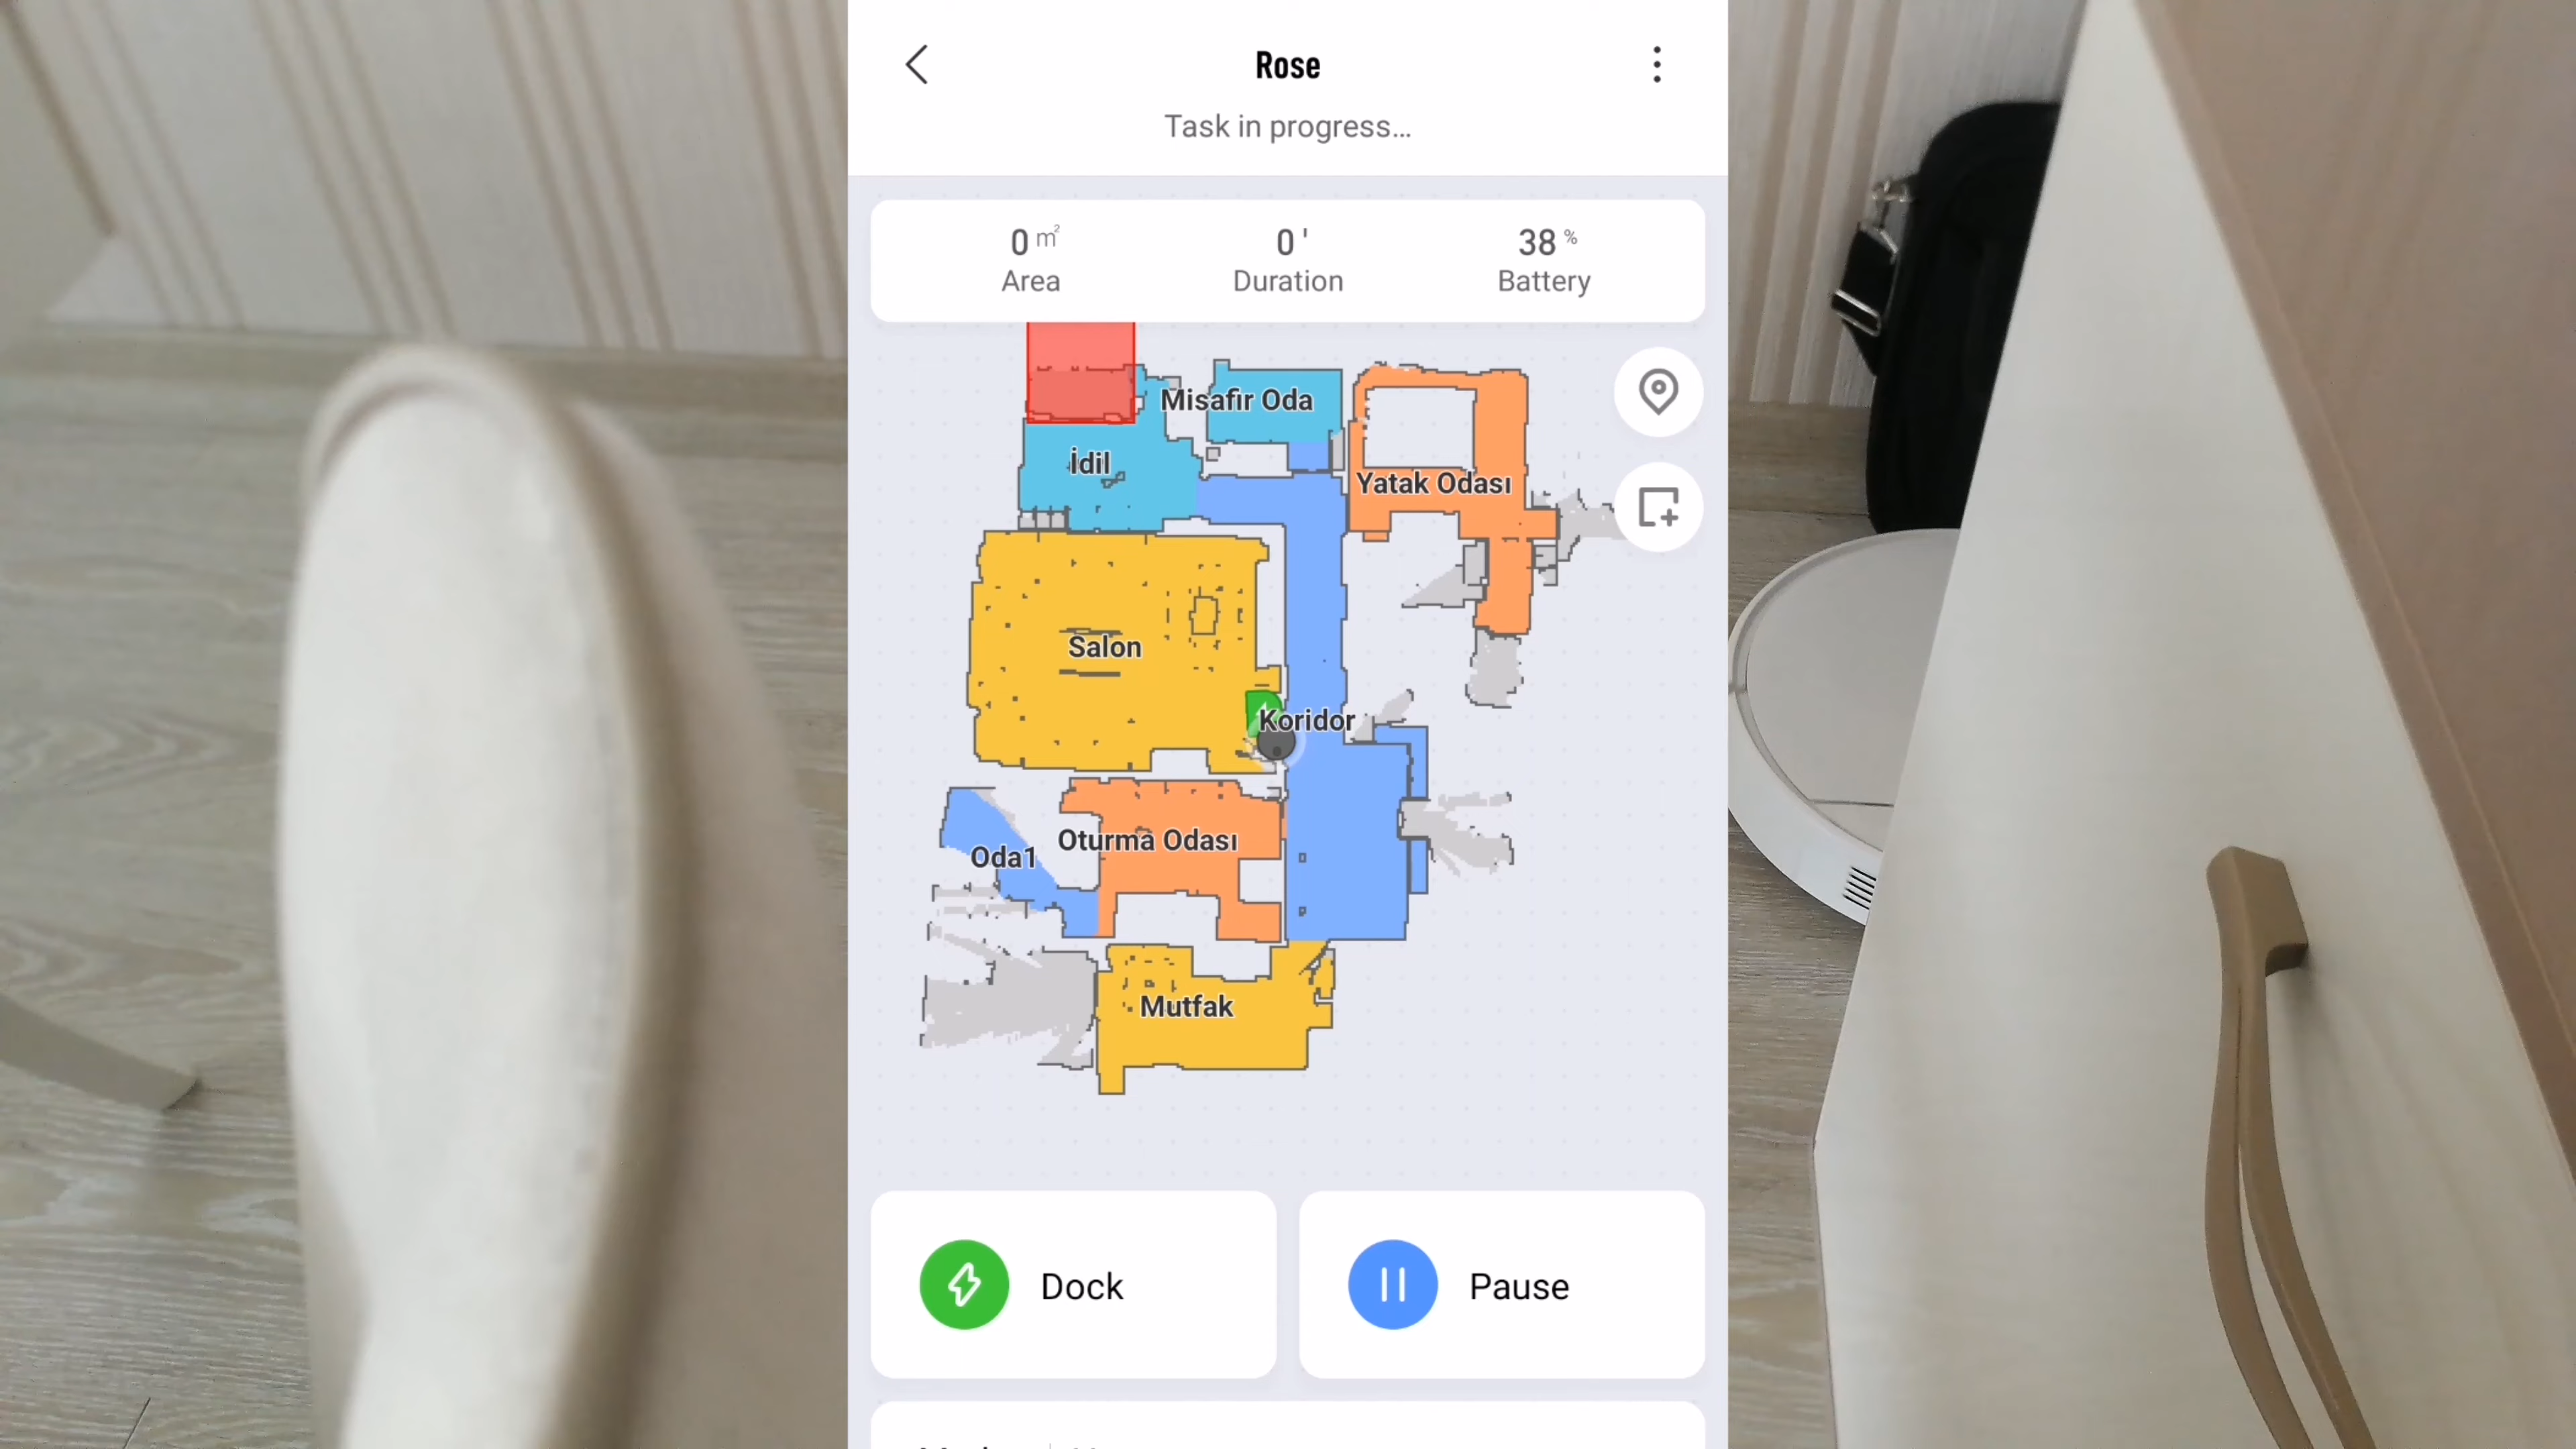 Rose
Task in progress...
0 m² 0 ' 38 %
Area Duration Battery
Misafir Oda
İdil
Yatak Odası
Salon
Koridor
Oturma Odası
Oda1
Mutfak
Dock Pause